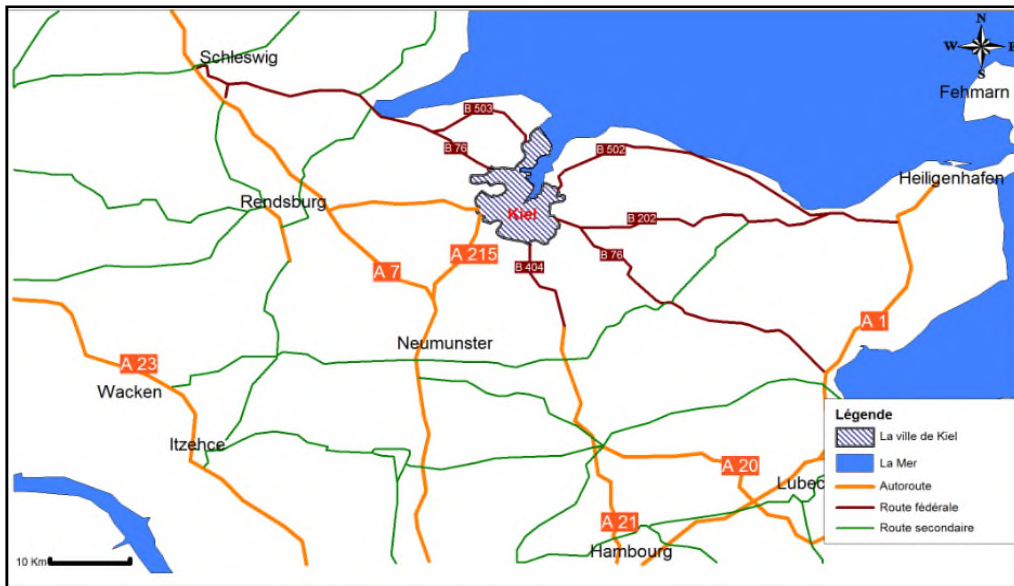 N
W
E
S
Schleswig
Fehmarn
B 503
B 76
B 502
Heiligenhafen
Rendsburg
Kiel
B 202
A 215
B 76
B 404
A 7
A 1
Neumunster
A 23
Wacken
Légende
La ville de Kiel
Itzehce
La Mer
A 20
Autoroute
Lubec
Route fédérale
A 21
Route secondaire
Hambourg
10 Km